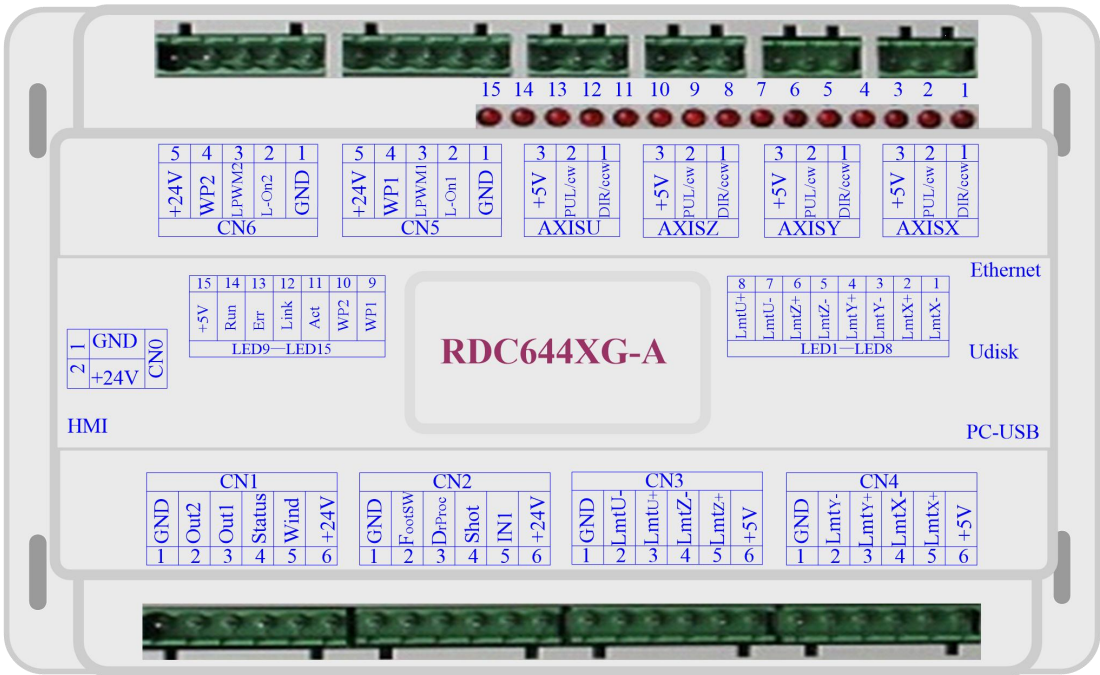 15 14 13 12 11 10 9 8 7 6 5 4 3 2 1
5 4 3 2 1
+24V WP2 LPWM2 L-On2 GND
CN6
5 4 3 2 1
+24V WP1 LPWM1 L-On1 GND
CN5
3 2 1
+5V PUL/cw DIR/ccw
AXISU
3 2 1
+5V PUL/cw DIR/ccw
AXISZ
3 2 1
+5V PUL/cw DIR/ccw
AXISY
3 2 1
+5V PUL/cw DIR/ccw
AXISX
Ethernet
15 14 13 12 11 10 9
+5V Run Err Link Act WP2 WP1
LED9—LED15
8 7 6 5 4 3 2 1
LmtU+ LmtU- LmtZ+ LmtZ- LmtY+ LmtY- LmtX+ LmtX-
LED1—LED8
1 GND
2 +24V
CN0
RDC644XG-A
Udisk
HMI
PC-USB
CN1
GND Out2 Out1 Status Wind +24V
1 2 3 4 5 6
CN2
GND FootSW DrProc Shot IN1 +24V
1 2 3 4 5 6
CN3
GND LmtU- LmtU+ LmtZ- LmtZ+ +5V
1 2 3 4 5 6
CN4
GND LmtY- LmtY+ LmtX- LmtX+ +5V
1 2 3 4 5 6